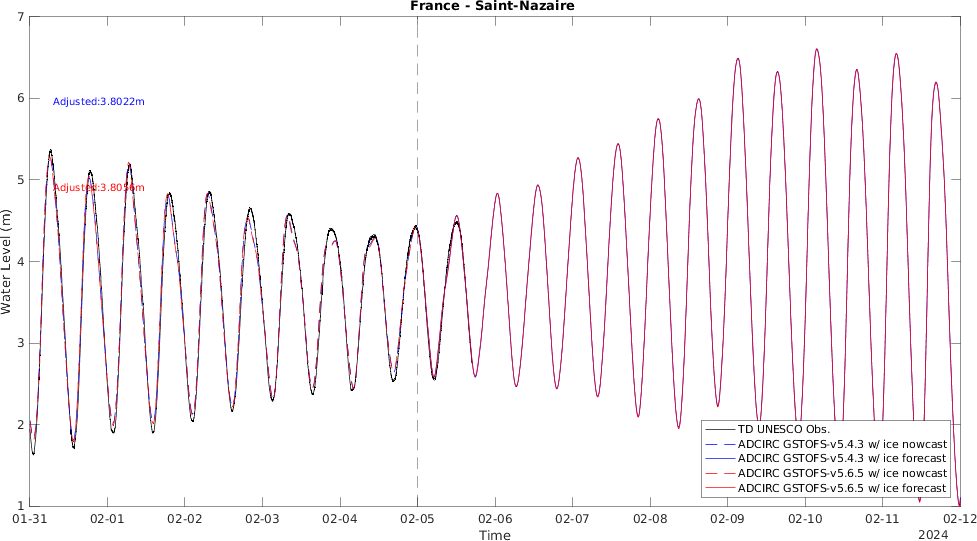 France - Saint-Nazaire
7
6
5
4
3
2
1
Water Level (m)
Adjusted:3.8022m
Adjusted:3.8056m
TD UNESCO Obs.
ADCIRC GSTOFS-v5.4.3 w/ ice nowcast
ADCIRC GSTOFS-v5.4.3 w/ ice forecast
ADCIRC GSTOFS-v5.6.5 w/ ice nowcast
ADCIRC GSTOFS-v5.6.5 w/ ice forecast
01-31 02-01 02-02 02-03 02-04 02-05 02-06 02-07 02-08 02-09 02-10 02-11 02-12
Time
2024